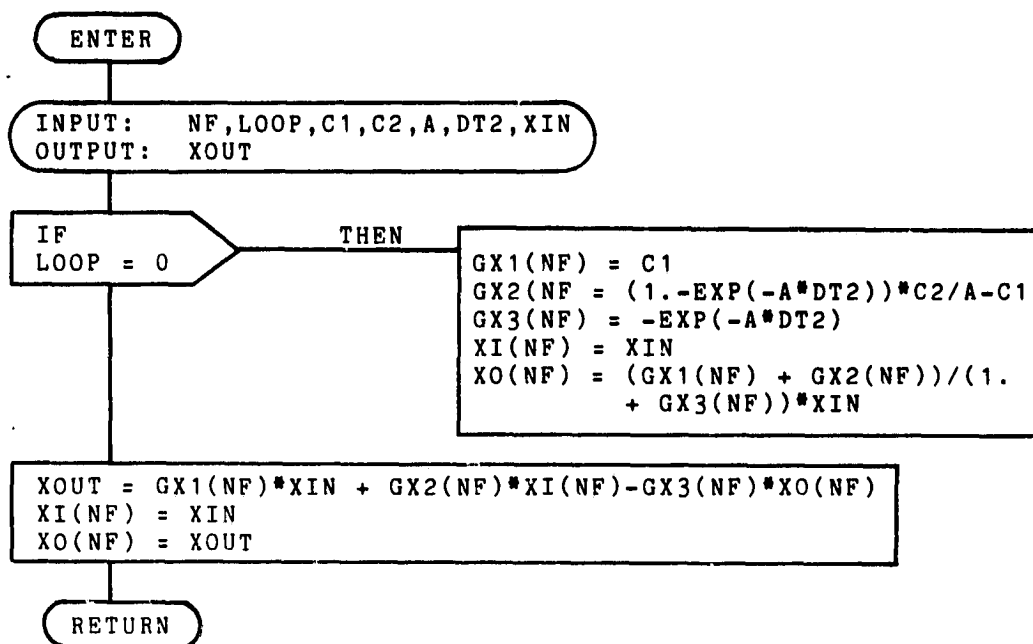 ENTER
INPUT: NF,LOOP,C1,C2,A,DT2,XIN
OUTPUT: XOUT
IF
LOOP = 0
THEN
GX1(NF) = C1
GX2(NF = (1.-EXP(-A*DT2))*C2/A-C1
GX3(NF) = -EXP(-A*DT2)
XI(NF) = XIN
XO(NF) = (GX1(NF) + GX2(NF))/(1.
+ GX3(NF))*XIN
XOUT = GX1(NF)*XIN + GX2(NF)*XI(NF)-GX3(NF)*XO(NF)
XI(NF) = XIN
XO(NF) = XOUT
RETURN